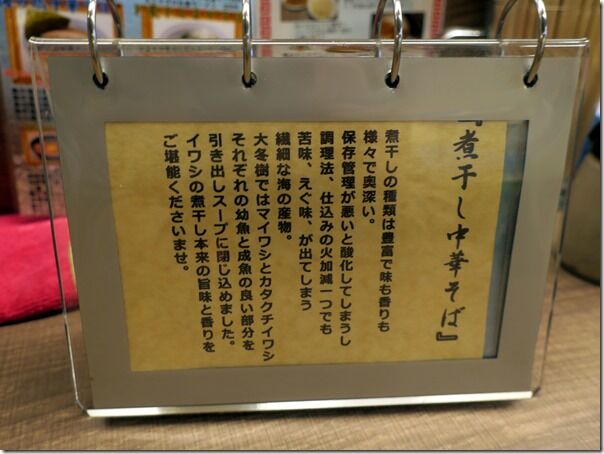 『煮干し中華そば』
煮干しの種類は豊富で味も香りも
様々で奥深い。
保存管理が悪いと酸化してしまうし
調理法、仕込みの火加減一つでも
苦味、えぐ味、が出てしまう
繊細な海の産物。
大冬樹ではマイワシとカタクチイワシ
それぞれの幼魚と成魚の良い部分を
引き出しスープに閉じ込めました。
イワシの煮干し本来の旨味と香りを
ご堪能くださいませ。